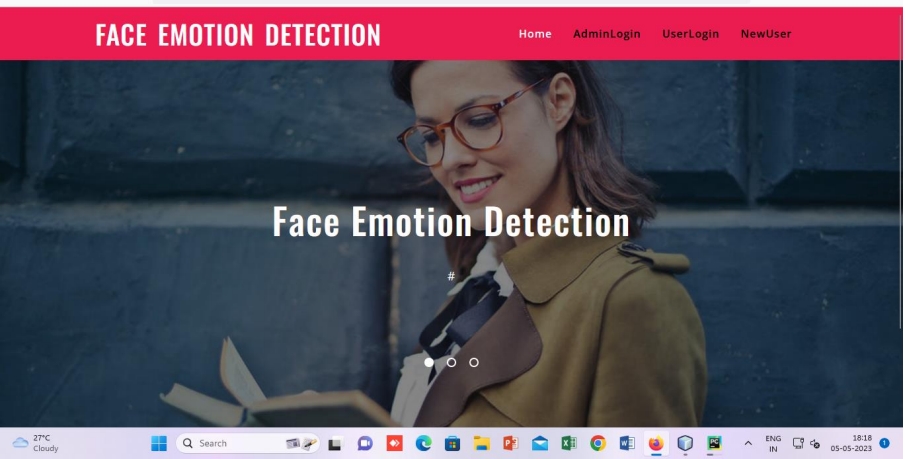 FACE EMOTION DETECTION
Home AdminLogin UserLogin NewUser
Face Emotion Detection
#
27°C
Cloudy
Search
ENG
IN
18:18
05-05-2023
1